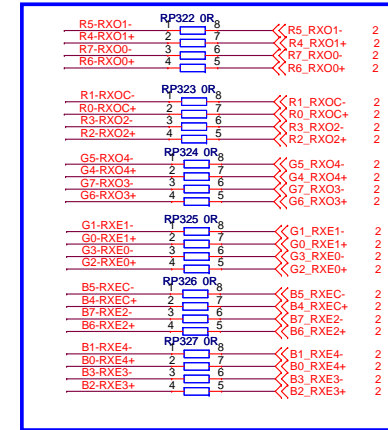 RP322 0R
R5-RXO1- 1 8 R5_RXO1- 2
R4-RXO1+ 2 7 R4_RXO1+ 2
R7-RXO0- 3 6 R7_RXO0- 2
R6-RXO0+ 4 5 R6_RXO0+ 2
RP323 0R
R1-RXOC- 1 8 R1_RXOC- 2
R0-RXOC+ 2 7 R0_RXOC+ 2
R3-RXO2- 3 6 R3_RXO2- 2
R2-RXO2+ 4 5 R2_RXO2+ 2
RP324 0R
G5-RXO4- 1 8 G5_RXO4- 2
G4-RXO4+ 2 7 G4_RXO4+ 2
G7-RXO3- 3 6 G7_RXO3- 2
G6-RXO3+ 4 5 G6_RXO3+ 2
RP325 0R
G1-RXE1- 1 8 G1_RXE1- 2
G0-RXE1+ 2 7 G0_RXE1+ 2
G3-RXE0- 3 6 G3_RXE0- 2
G2-RXE0+ 4 5 G2_RXE0+ 2
RP326 0R
B5-RXEC- 1 8 B5_RXEC- 2
B4-RXEC+ 2 7 B4_RXEC+ 2
B7-RXE2- 3 6 B7_RXE2- 2
B6-RXE2+ 4 5 B6_RXE2+ 2
RP327 0R
B1-RXE4- 1 8 B1_RXE4- 2
B0-RXE4+ 2 7 B0_RXE4+ 2
B3-RXE3- 3 6 B3_RXE3- 2
B2-RXE3+ 4 5 B2_RXE3+ 2